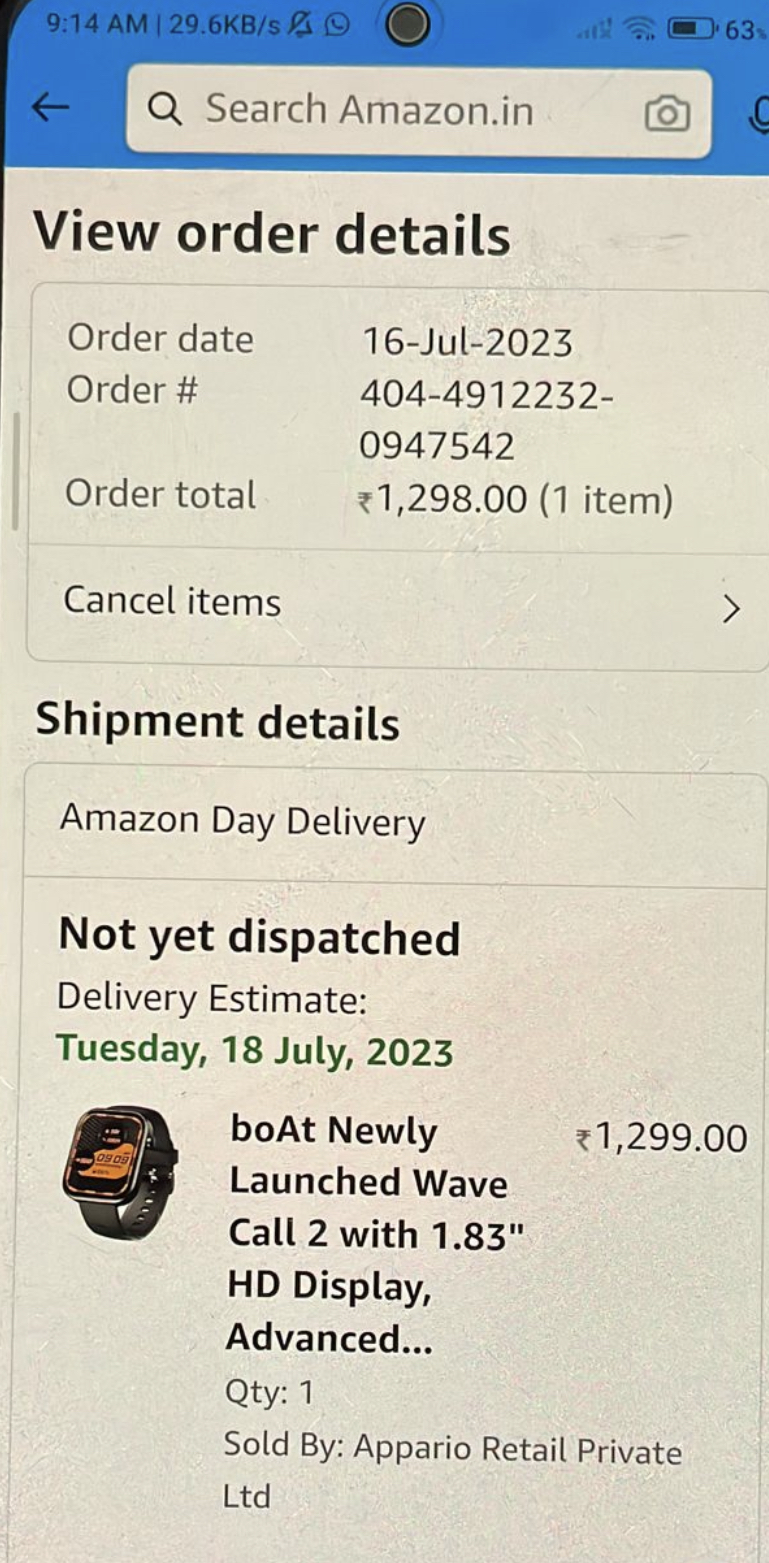 9:14 AM | 29.6KB/s 63%
Search Amazon.in
View order details
Order date 16-Jul-2023
Order # 404-4912232-
0947542
Order total ₹1,298.00 (1 item)
Cancel items
Shipment details
Amazon Day Delivery
Not yet dispatched
Delivery Estimate:
Tuesday, 18 July, 2023
boAt Newly ₹1,299.00
Launched Wave
Call 2 with 1.83"
HD Display,
Advanced...
Qty: 1
Sold By: Appario Retail Private
Ltd
09:09